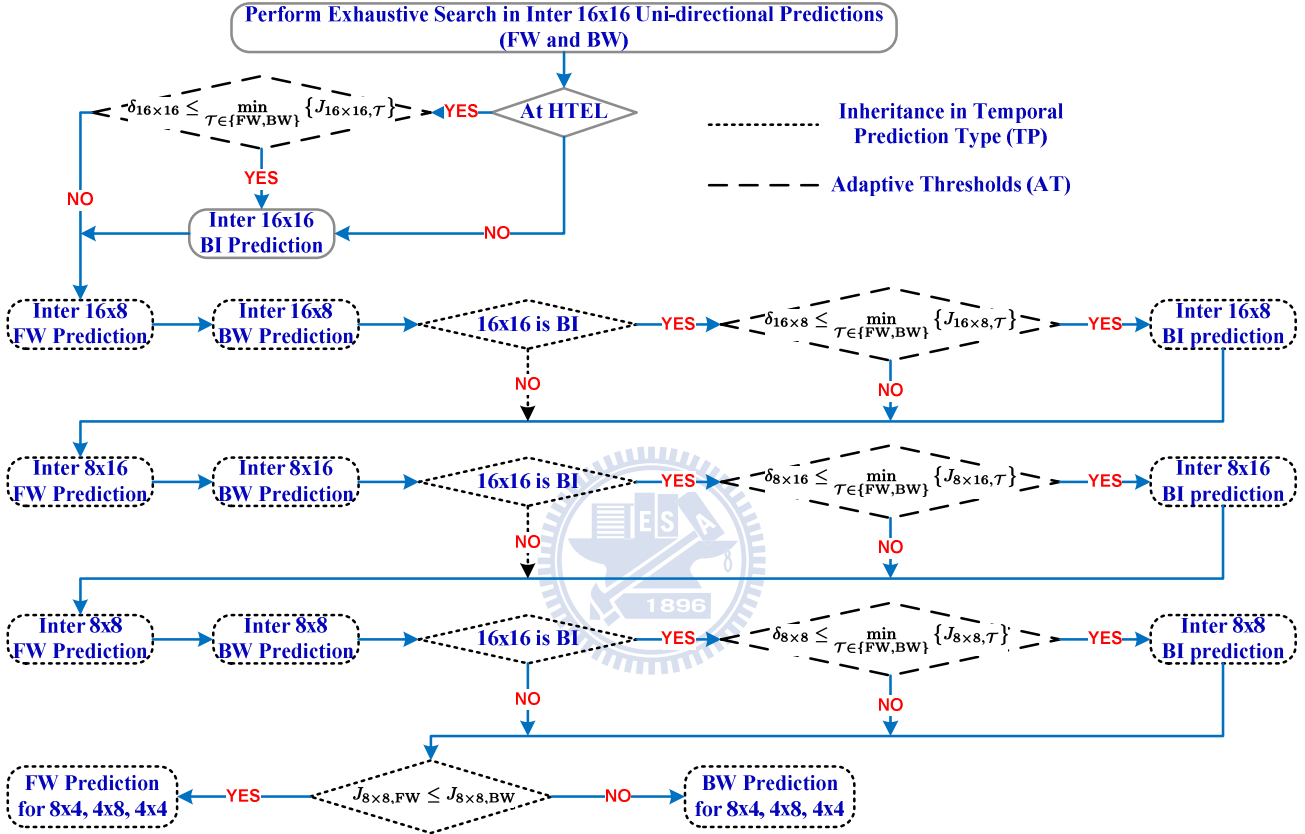 Perform Exhaustive Search in Inter 16x16 Uni-directional Predictions
(FW and BW)
δ16×16 ≤ min T∈{FW,BW} {J16×16,T}
YES
At HTEL
Inheritance in Temporal
Prediction Type (TP)
Adaptive Thresholds (AT)
YES
NO
Inter 16x16
BI Prediction
NO
Inter 16x8
FW Prediction
Inter 16x8
BW Prediction
16x16 is BI
YES
δ16×8 ≤ min T∈{FW,BW} {J16×8,T}
YES
Inter 16x8
BI prediction
NO
NO
Inter 8x16
FW Prediction
Inter 8x16
BW Prediction
16x16 is BI
YES
δ8×16 ≤ min T∈{FW,BW} {J8×16,T}
YES
Inter 8x16
BI prediction
NO
NO
E S A
1896
Inter 8x8
FW Prediction
Inter 8x8
BW Prediction
16x16 is BI
YES
δ8×8 ≤ min T∈{FW,BW} {J8×8,T}
YES
Inter 8x8
BI prediction
NO
NO
FW Prediction
for 8x4, 4x8, 4x4
YES
J8×8,FW ≤ J8×8,BW
NO
BW Prediction
for 8x4, 4x8, 4x4